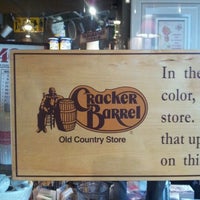 Cracker
Barrel
Old Country Store
In the
color,
store.
that up
on thi